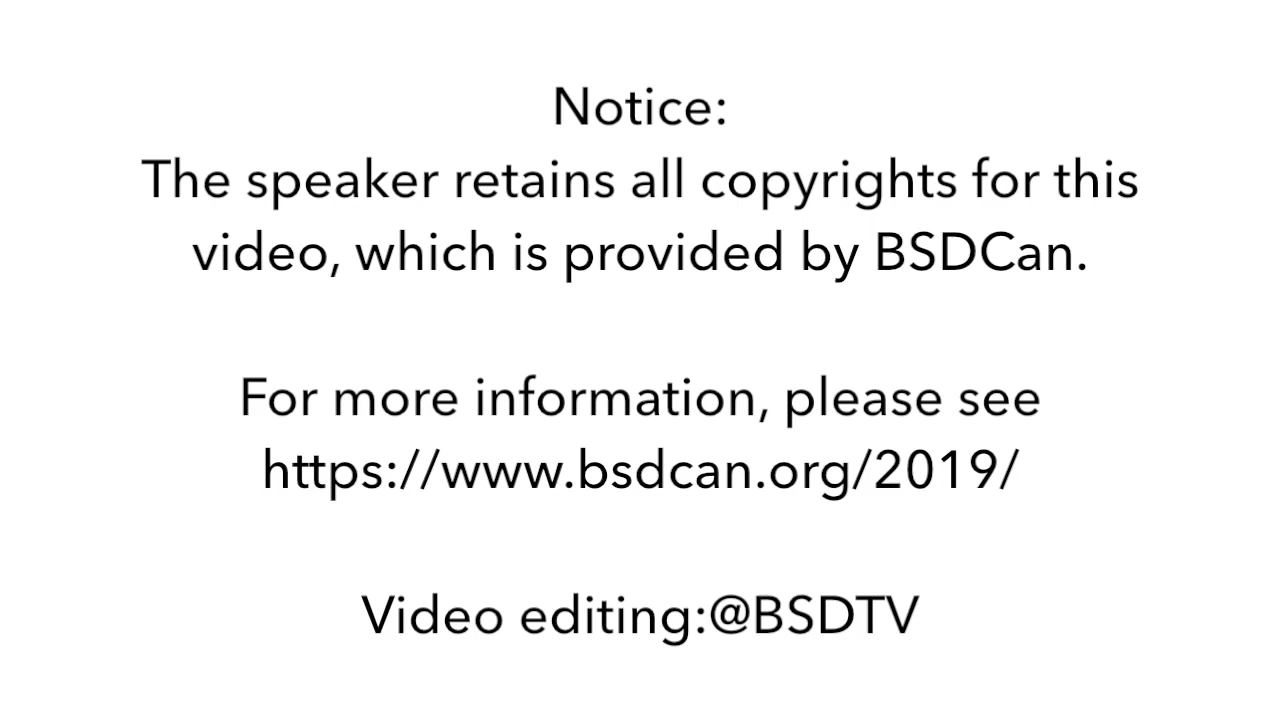 Notice:
The speaker retains all copyrights for this
video, which is provided by BSDCan.
For more information, please see
https://www.bsdcan.org/2019/
Video editing:@BSDTV